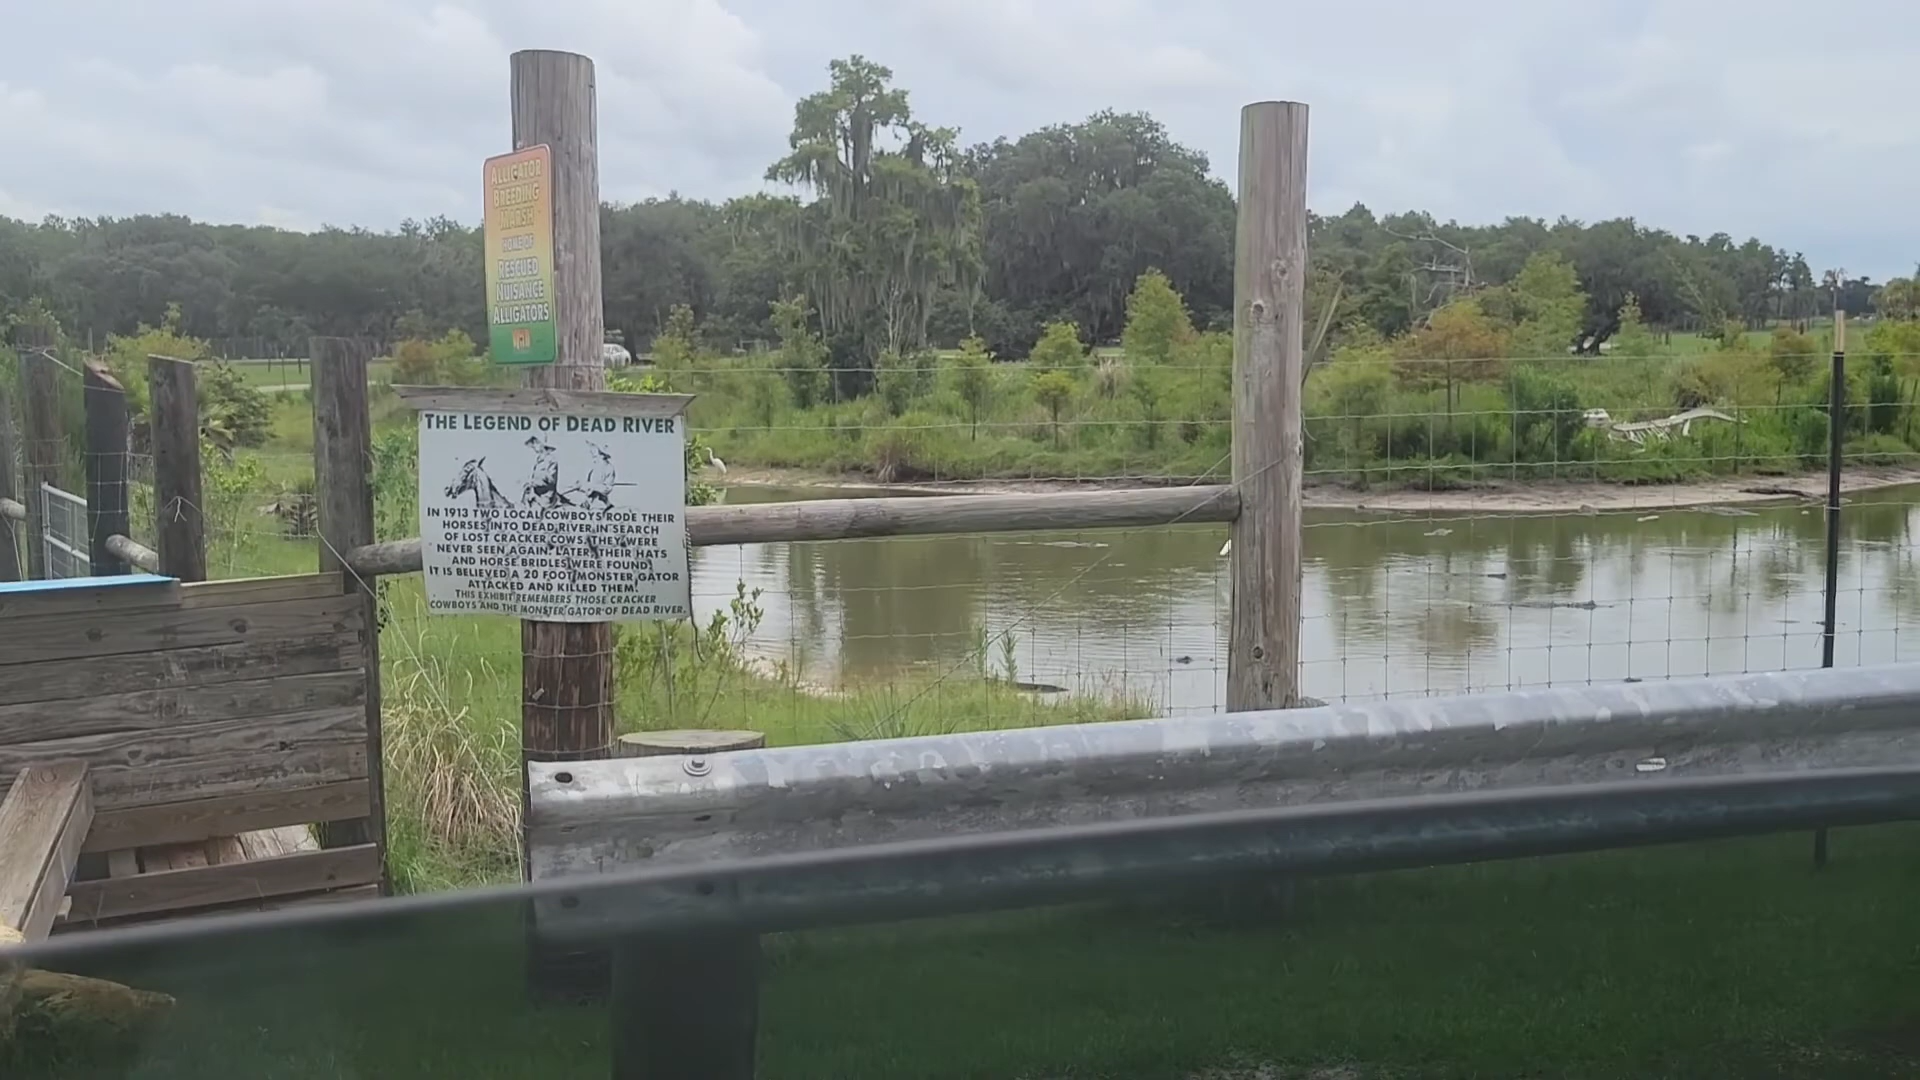 ALLIGATOR
BREEDING
MARSH
HOME OF
RESCUED
NUISANCE
ALLIGATORS
THE LEGEND OF DEAD RIVER
IN 1913 TWO LOCAL COWBOYS RODE THEIR
HORSES INTO DEAD RIVER IN SEARCH
OF LOST CRACKER COWS. THEY WERE
NEVER SEEN AGAIN. LATER, THEIR HATS
AND HORSE BRIDLES WERE FOUND.
IT IS BELIEVED A 20 FOOT MONSTER GATOR
ATTACKED AND KILLED THEM.
THIS EXHIBIT REMEMBERS THOSE CRACKER
COWBOYS AND THE MONSTER GATOR OF DEAD RIVER.